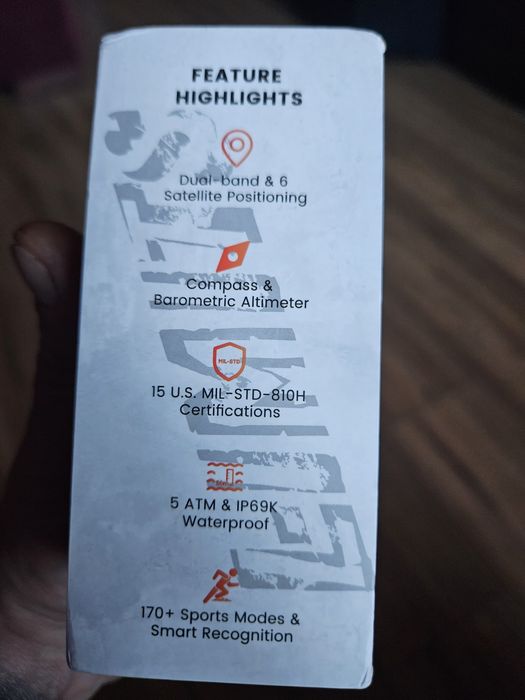 FEATURE
HIGHLIGHTS
Dual-band & 6
Satellite Positioning
Compass &
Barometric Altimeter
MIL-STD
15 U.S. MIL-STD-810H
Certifications
5 ATM & IP69K
Waterproof
170+ Sports Modes &
Smart Recognition